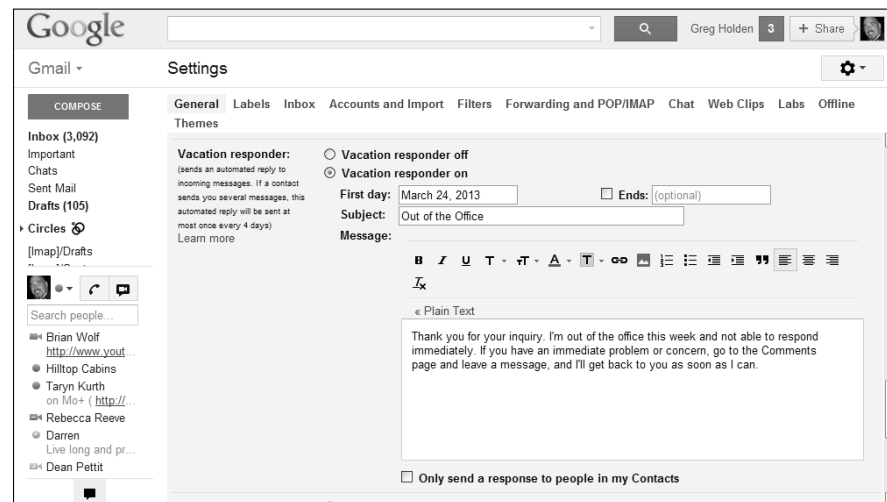 Google
Greg Holden 3 + Share
Gmail
Settings
COMPOSE
General Labels Inbox Accounts and Import Filters Forwarding and POP/IMAP Chat Web Clips Labs Offline
Themes
Inbox (3,092)
Important
Chats
Sent Mail
Drafts (105)
Circles
[Imap]/Drafts
Search people...
Brian Wolf
http://www.yout...
Hilltop Cabins
Taryn Kurth
on Mo+ ( http://...
Rebecca Reeve
Darren
Live long and pr...
Dean Pettit
Vacation responder:
(sends an automated reply to
incoming messages. If a contact
sends you several messages, this
automated reply will be sent at
most once every 4 days)
Learn more
Vacation responder off
Vacation responder on
First day: March 24, 2013 Ends: (optional)
Subject: Out of the Office
Message:
B I U T T A T
« Plain Text
Thank you for your inquiry. I'm out of the office this week and not able to respond
immediately. If you have an immediate problem or concern, go to the Comments
page and leave a message, and I'll get back to you as soon as I can.
Only send a response to people in my Contacts